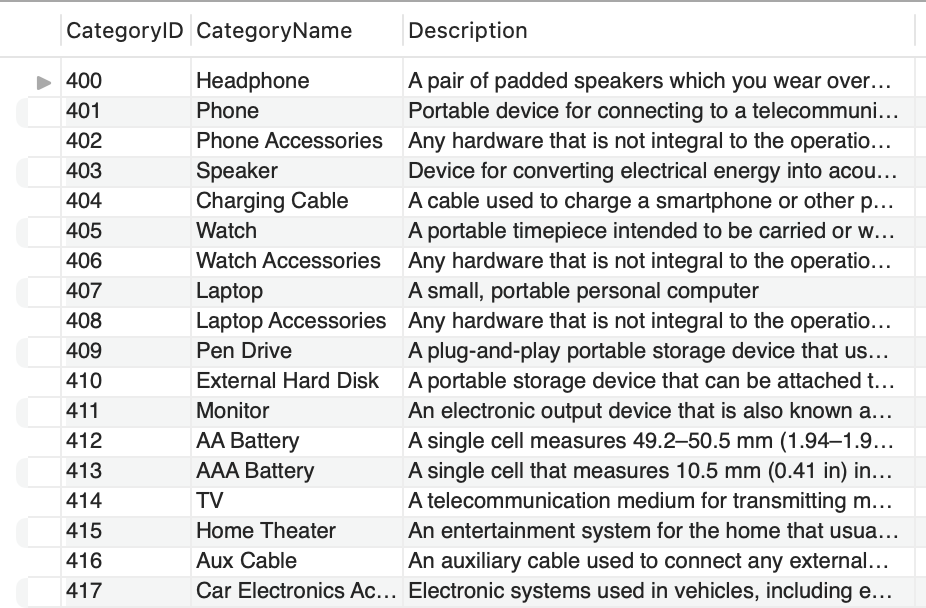 CategoryID CategoryName Description
400 Headphone A pair of padded speakers which you wear over…
401 Phone Portable device for connecting to a telecommuni…
402 Phone Accessories Any hardware that is not integral to the operatio…
403 Speaker Device for converting electrical energy into acou…
404 Charging Cable A cable used to charge a smartphone or other p…
405 Watch A portable timepiece intended to be carried or w…
406 Watch Accessories Any hardware that is not integral to the operatio…
407 Laptop A small, portable personal computer
408 Laptop Accessories Any hardware that is not integral to the operatio…
409 Pen Drive A plug-and-play portable storage device that us…
410 External Hard Disk A portable storage device that can be attached t…
411 Monitor An electronic output device that is also known a…
412 AA Battery A single cell measures 49.2–50.5 mm (1.94–1.9…
413 AAA Battery A single cell that measures 10.5 mm (0.41 in) in…
414 TV A telecommunication medium for transmitting m…
415 Home Theater An entertainment system for the home that usua…
416 Aux Cable An auxiliary cable used to connect any external…
417 Car Electronics Ac… Electronic systems used in vehicles, including e…